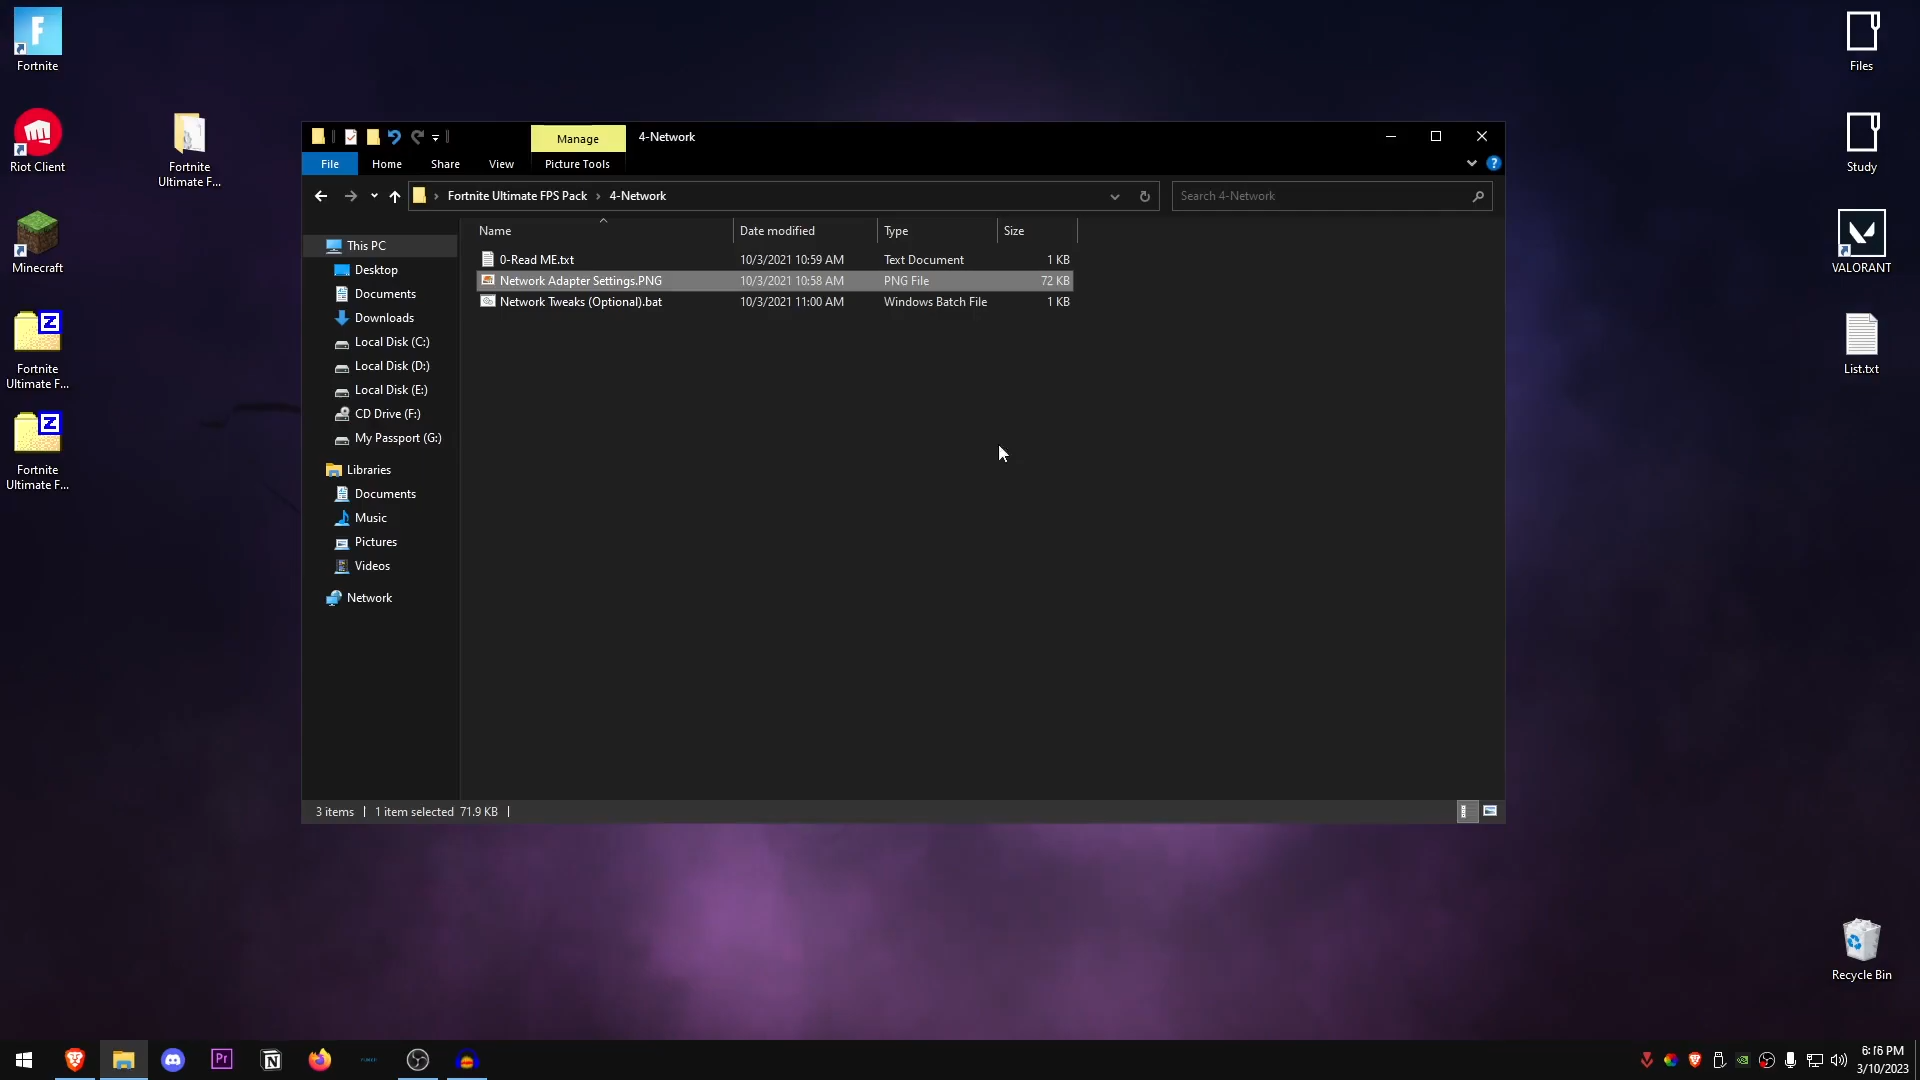 Fortnite
Riot Client
Minecraft
Fortnite
Ultimate F...
Fortnite
Ultimate F...
Fortnite
Ultimate F...
Manage
4-Network
File
Home
Share
View
Picture Tools
Fortnite Ultimate FPS Pack
4-Network
Search 4-Network
Name
Date modified
Type
Size
0-Read ME.txt
10/3/2021 10:59 AM
Text Document
1 KB
Network Adapter Settings.PNG
10/3/2021 10:58 AM
PNG File
72 KB
Network Tweaks (Optional).bat
10/3/2021 11:00 AM
Windows Batch File
1 KB
This PC
Desktop
Documents
Downloads
Local Disk (C:)
Local Disk (D:)
Local Disk (E:)
CD Drive (F:)
My Passport (G:)
Libraries
Documents
Music
Pictures
Videos
Network
3 items
1 item selected 71.9 KB
Files
Study
VALORANT
List.txt
Recycle Bin
Pr
6:16 PM
3/10/2023